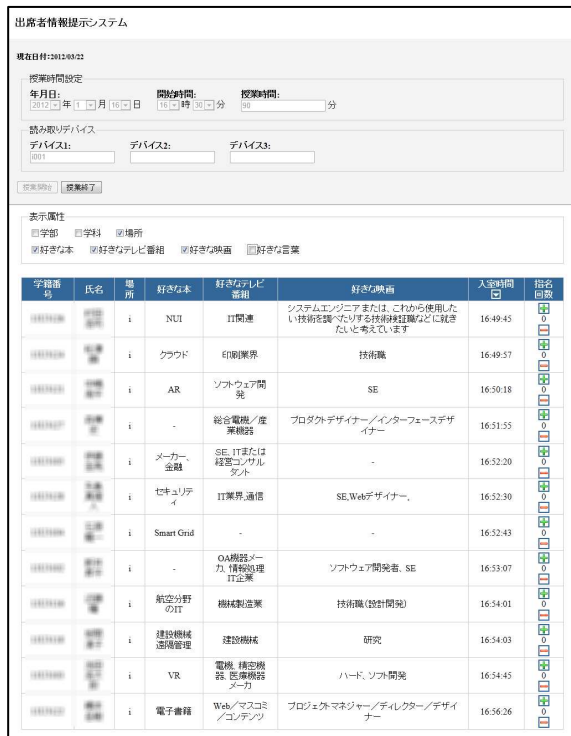 出席者情報提示システム
現在日付:2012/03/22
授業時間設定
年月日: 開始時間: 授業時間:
2012 年 1 月 16 日 16 時 30 分 90 分
読み取りデバイス
デバイス1: デバイス2: デバイス3:
i001
授業開始 授業終了
表示属性
学部 学科 場所
好きな本 好きなテレビ番組 好きな映画 好きな言葉
学籍番号 氏名 場所 好きな本 好きなテレビ番組 好きな映画 入室時間 指名回数
i NUI IT関連 システムエンジニアまたは、これから使用したい技術を調べたりする技術検証職などに就きたいと考えています 16:49:45 0
i クラウド 印刷業界 技術職 16:49:57 0
i AR ソフトウェア開発 SE 16:50:18 0
i - 総合電機／産業機器 プロダクトデザイナー／インターフェースデザイナー 16:51:55 0
i メーカー、金融 SE, ITまたは経営コンサルタント - 16:52:20 0
i セキュリティ IT業界,通信 SE,Webデザイナー, 16:52:30 0
i Smart Grid - - 16:52:43 0
i - OA機器メーカ, 情報処理IT企業 ソフトウェア開発者、SE 16:53:07 0
i 航空分野のIT 機械製造業 技術職(設計開発) 16:54:01 0
i 建設機械遠隔管理 建設機械 研究 16:54:03 0
i VR 電機, 精密機器, 医療機器メーカ ハード、ソフト開発 16:54:45 0
i 電子書籍 Web／マスコミ／コンテンツ プロジェクトマネジャー／ディレクター／デザイナー 16:56:26 0